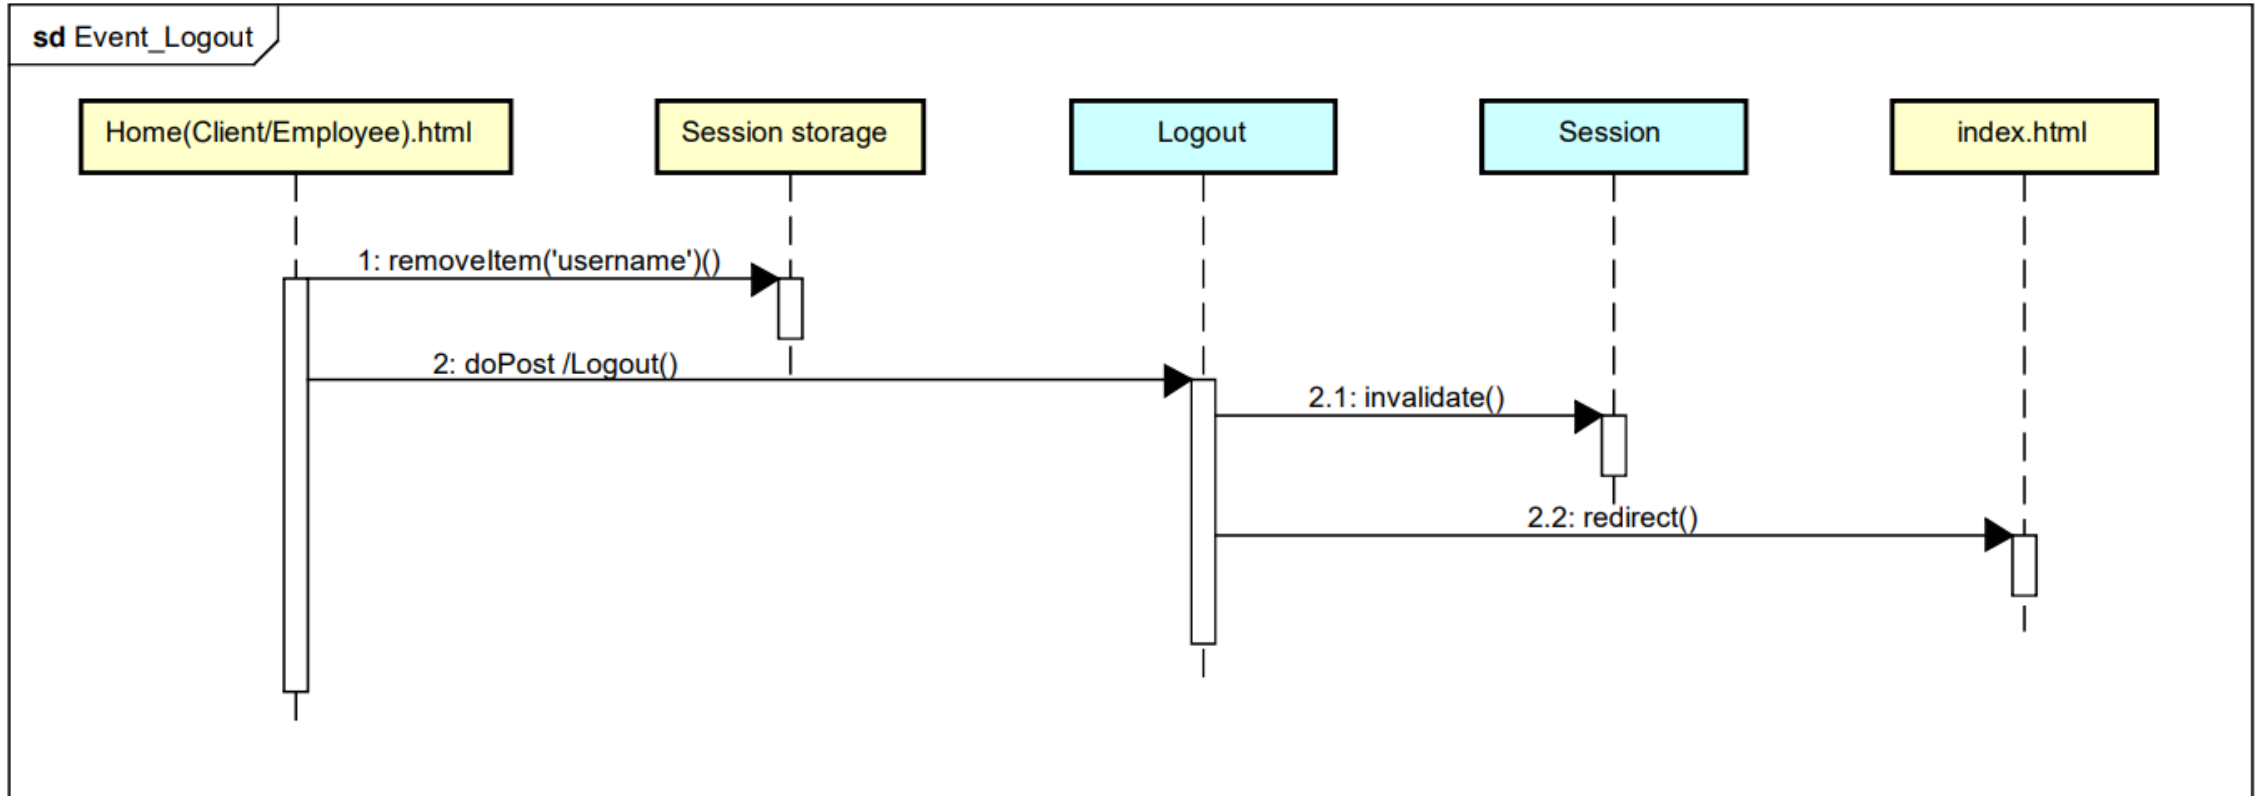 sd Event_Logout
Home(Client/Employee).html
Session storage
Logout
Session
index.html
1: removeItem('username')()
2: doPost /Logout()
2.1: invalidate()
2.2: redirect()